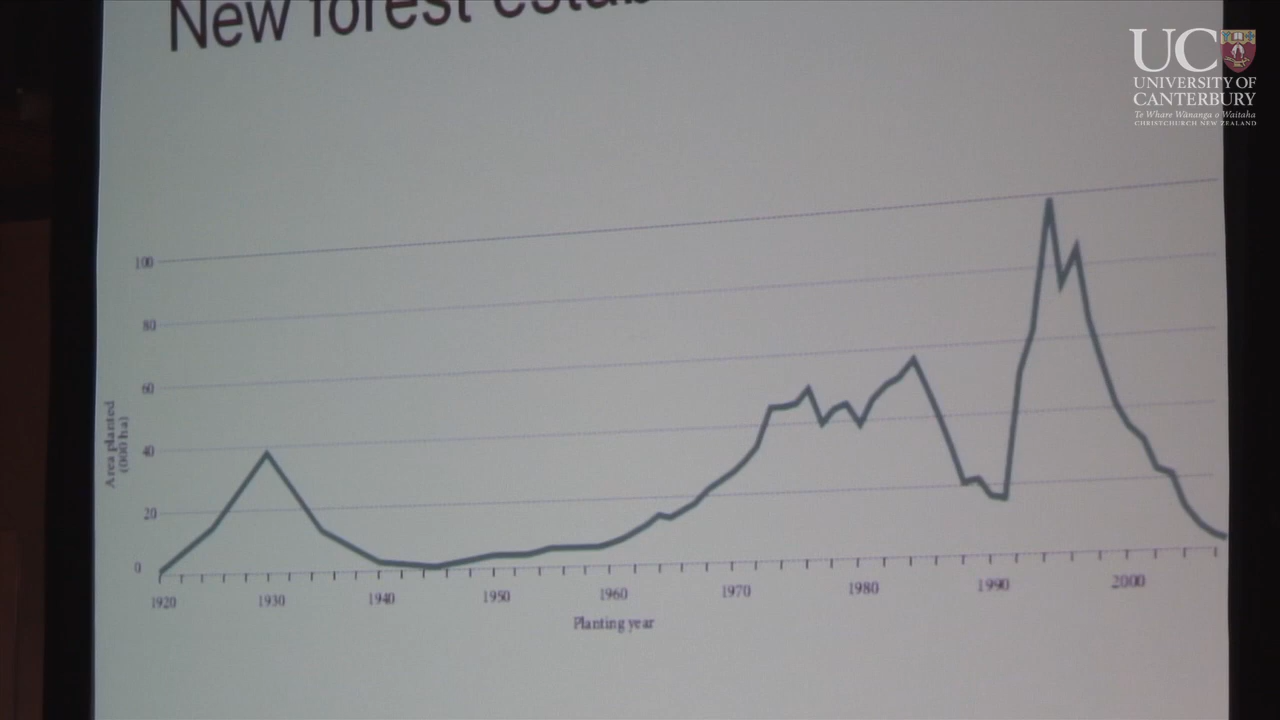 New forest estab
UC
UNIVERSITY OF
CANTERBURY
Te Whare Wānanga o Waitaha
CHRISTCHURCH NEW ZEALAND
100
80
60
40
20
0
Area planted
(000 ha)
1920 1930 1940 1950 1960 1970 1980 1990 2000
Planting year